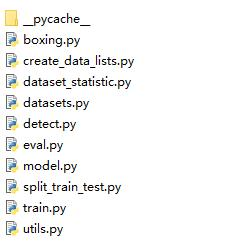 __pycache__
boxing.py
create_data_lists.py
dataset_statistic.py
datasets.py
detect.py
eval.py
model.py
split_train_test.py
train.py
utils.py